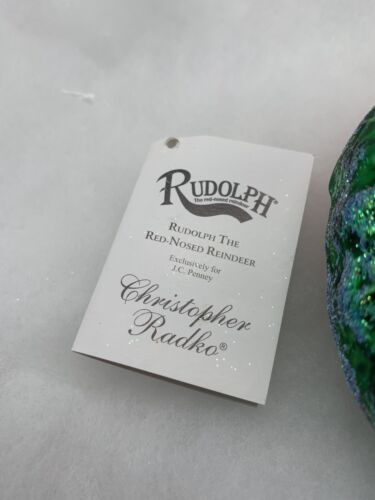 RUDOLPH®
The red-nosed reindeer
RUDOLPH THE
RED-NOSED REINDEER
Exclusively for
J.C. Penney
Christopher
Radko®